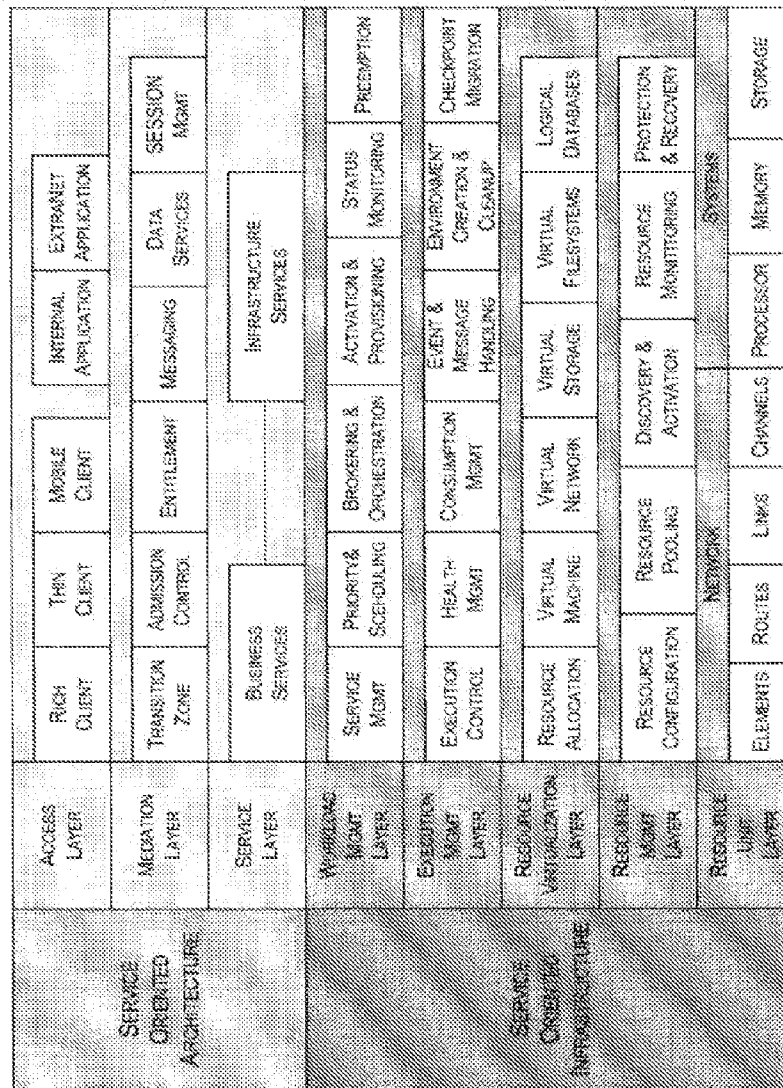 SERVICE
ORIENTED
ARCHITECTURE
ACCESS
LAYER
RICH
CLIENT
THIN
CLIENT
MOBILE
CLIENT
INTERNAL
APPLICATION
EXTRANET
APPLICATION
MEDIATION
LAYER
TRANSITION
ZONE
ADMISSION
CONTROL
ENTITLEMENT
MESSAGING
DATA
SERVICES
SESSION
MGMT
SERVICE
LAYER
BUSINESS
SERVICES
INFRASTRUCTURE
SERVICES
SERVICE
ORIENTED
INFRASTRUCTURE
WORKLOAD
MGMT
LAYER
SERVICE
MGMT
PRIORITY&
SCEHDULING
BROKERING &
ORCHESTRATION
ACTIVATION &
PROVISIONING
STATUS
MONITORING
PREEMPTION
EXECUTION
MGMT
LAYER
EXECUTION
CONTROL
HEALTH
MGMT
CONSUMPTION
MGMT
EVENT &
MESSAGE
HANDLING
ENVIRONMENT
CREATION &
CLEANUP
CHECKPOINT
MIGRATION
RESOURCE
VIRTUALIZATION
LAYER
RESOURCE
ALLOCATION
VIRTUAL
MACHINE
VIRTUAL
NETWORK
VIRTUAL
STORAGE
VIRTUAL
FILESYSTEMS
LOGICAL
DATABASES
RESOURCE
MGMT
LAYER
RESOURCE
CONFIGURATION
RESOURCE
POOLING
DISCOVERY &
ACTIVATION
RESOURCE
MONITITORING
PROTECTION
& RECOVERY
RESOURCE
UNIT
LAYER
NETWORK
SYSTEMS
ELEMENTS
ROUTES
LINKS
CHANNELS
PROCESSOR
MEMORY
STORAGE